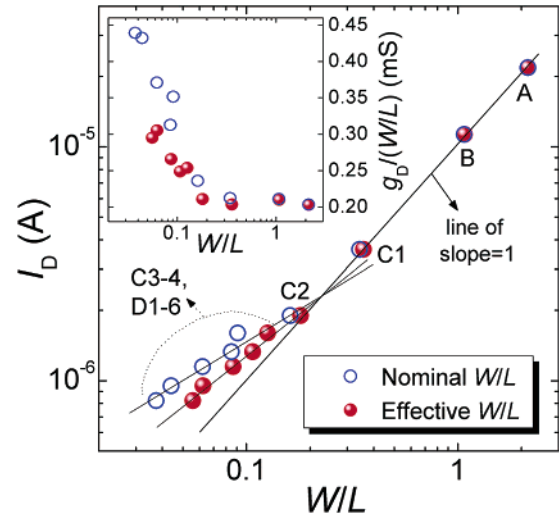 0.45
0.40
0.35
0.30
0.25
0.20
g_D/(W/L) (mS)
0.1
1
W/L
A
B
10^-5
line of
slope=1
C1
C2
C3-4,
D1-6
10^-6
I_D (A)
Nominal W/L
Effective W/L
0.1
1
W/L